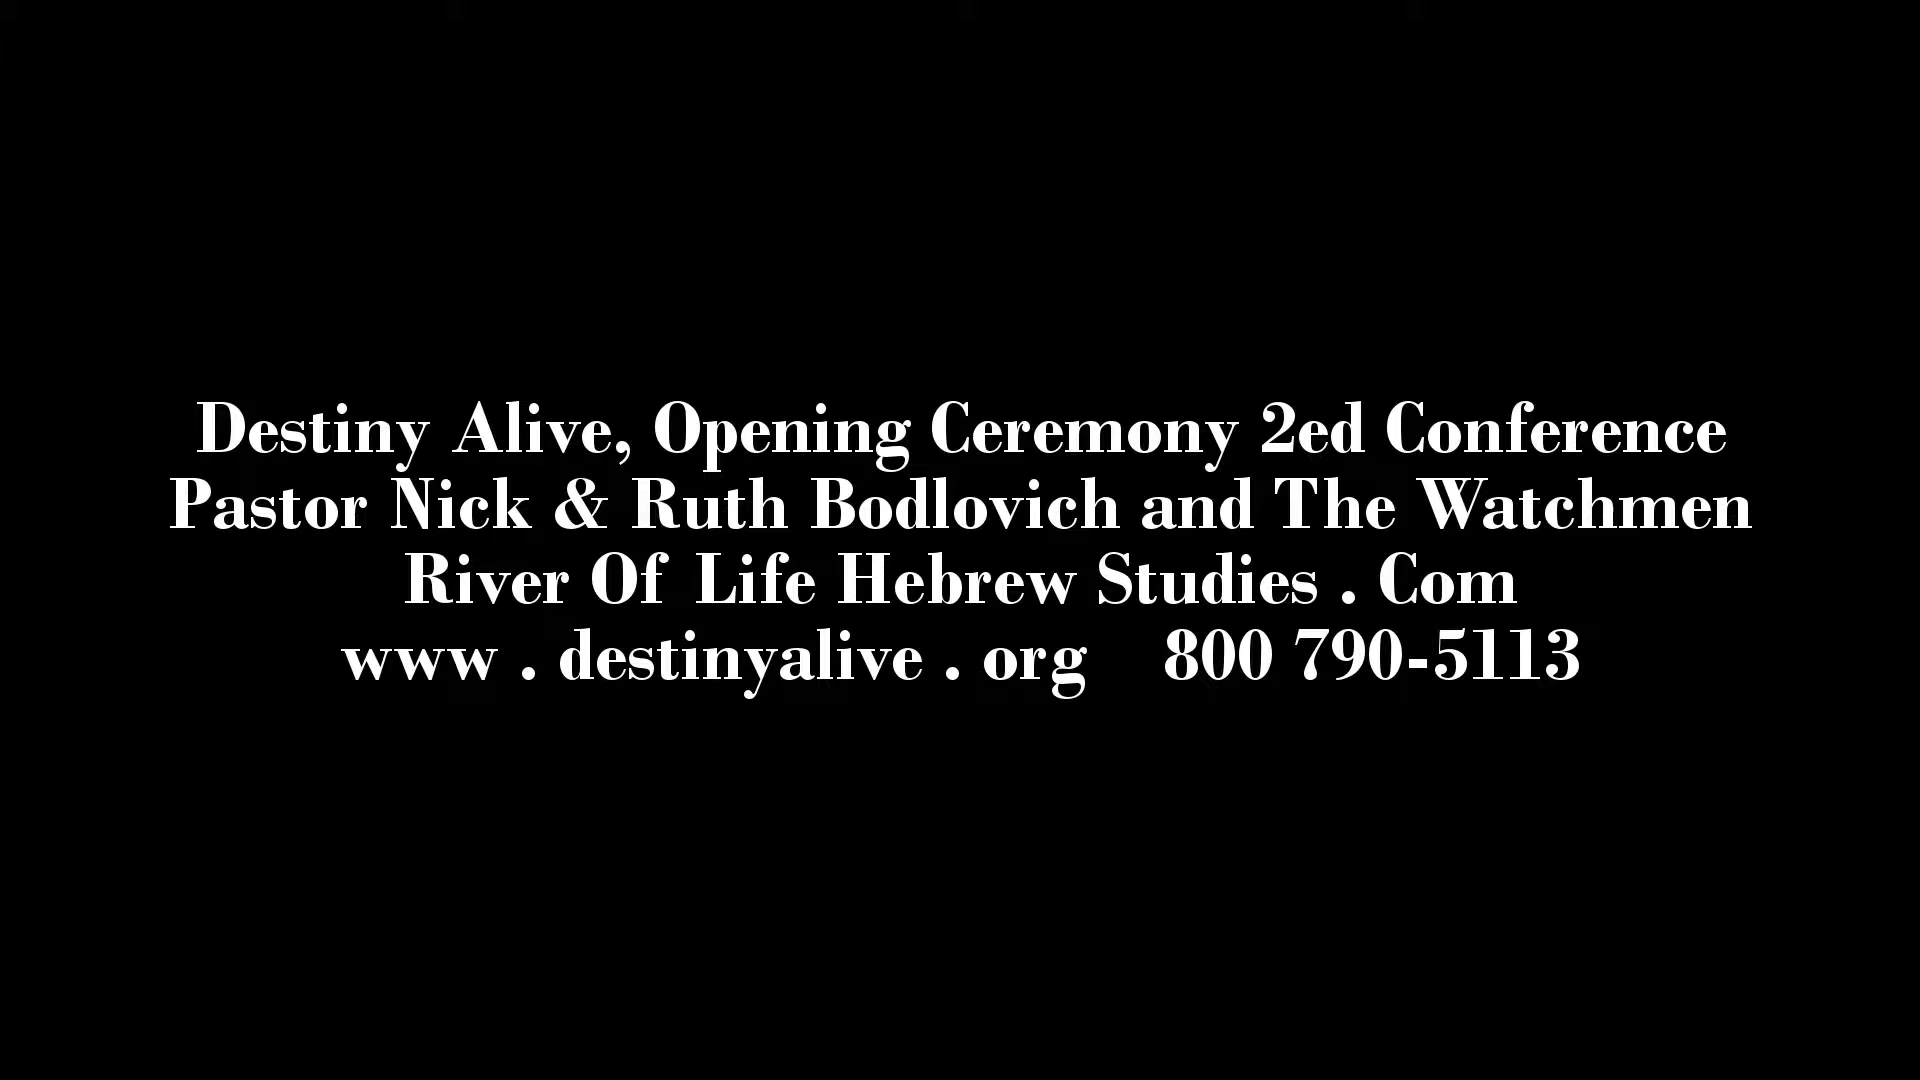 Destiny Alive, Opening Ceremony 2ed Conference
Pastor Nick & Ruth Bodlovich and The Watchmen
River Of Life Hebrew Studies . Com
www . destinyalive . org 800 790-5113